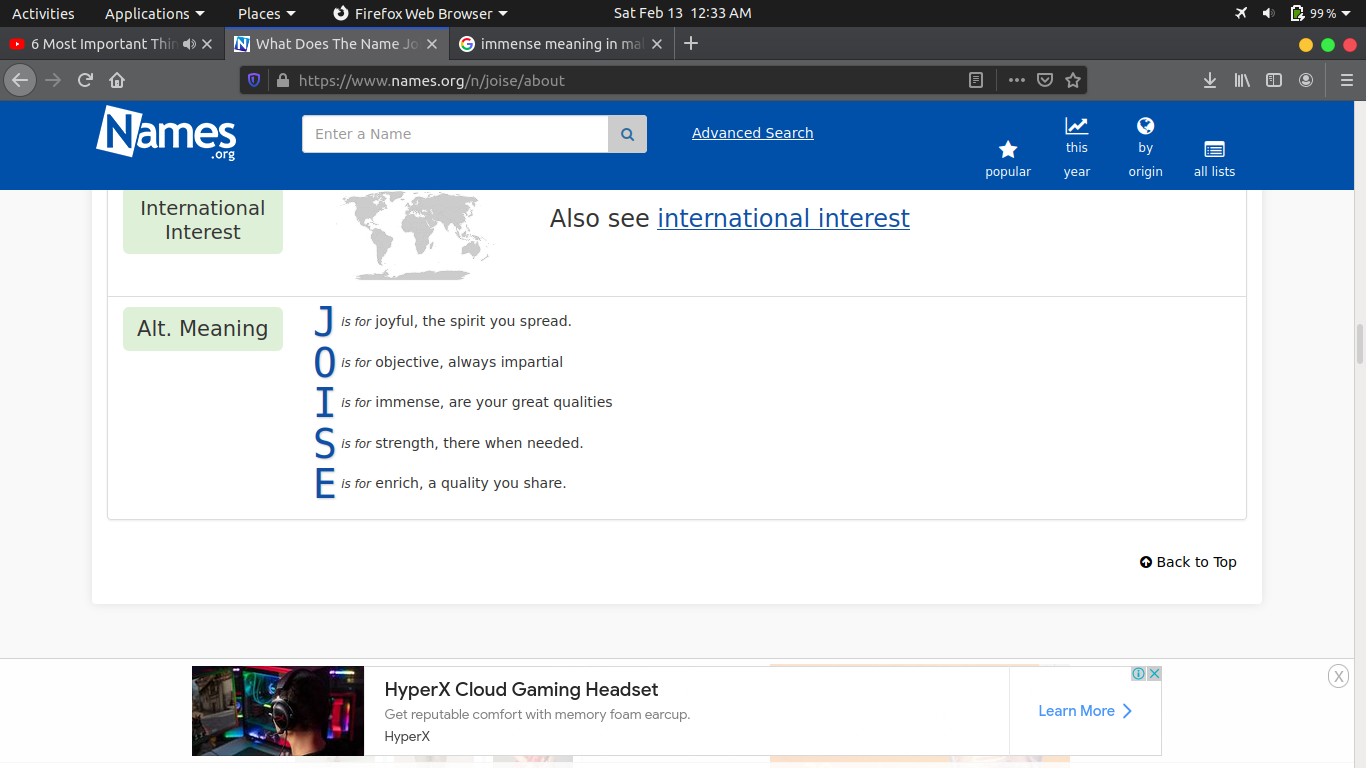 Activities Applications Places Firefox Web Browser Sat Feb 13 12:33 AM 99 %
6 Most Important Thin What Does The Name Jo immense meaning in mal
https://www.names.org/n/joise/about
Names .org
Enter a Name
Advanced Search
popular
this year
by origin
all lists
International Interest
Also see international interest
Alt. Meaning
J is for joyful, the spirit you spread.
O is for objective, always impartial
I is for immense, are your great qualities
S is for strength, there when needed.
E is for enrich, a quality you share.
Back to Top
HyperX Cloud Gaming Headset
Get reputable comfort with memory foam earcup.
HyperX
Learn More
X